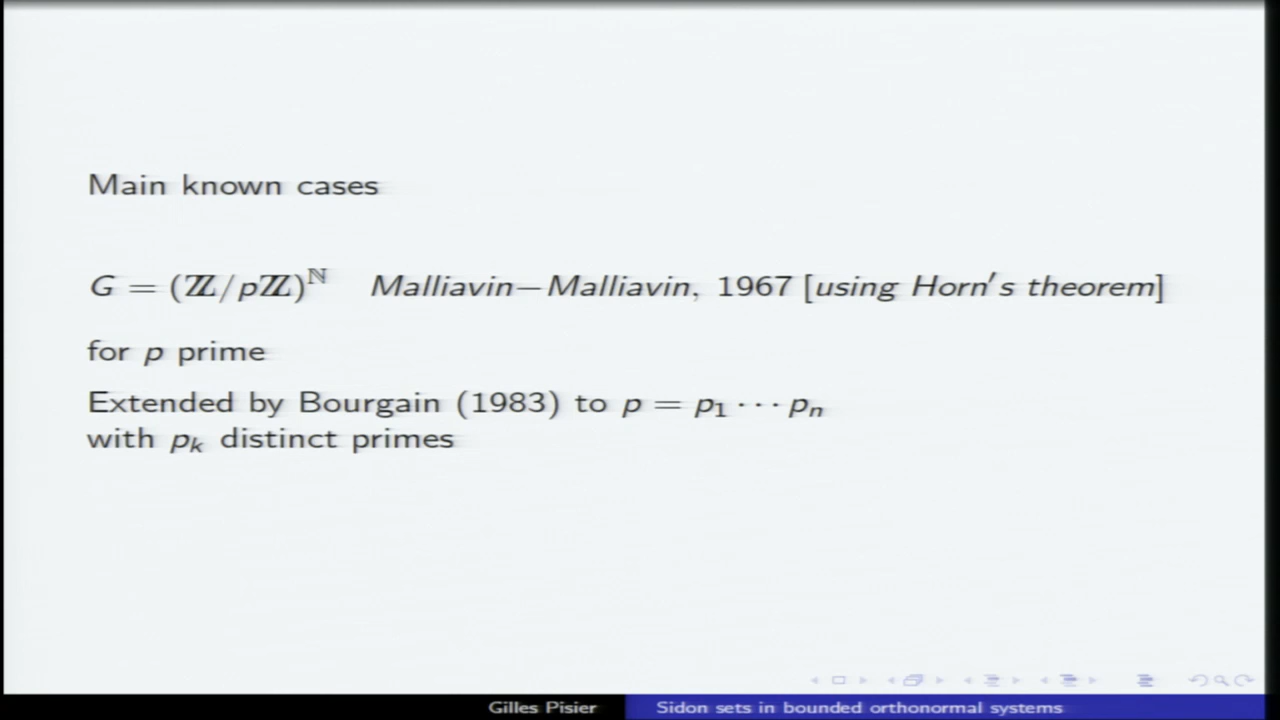 Main known cases
G = (ℤ/pℤ)^ℕ Malliavin−Malliavin, 1967 [using Horn′s theorem]
for p prime
Extended by Bourgain (1983) to p = p₁ ⋯ pₙ
with pₖ distinct primes
Gilles Pisier Sidon sets in bounded orthonormal systems